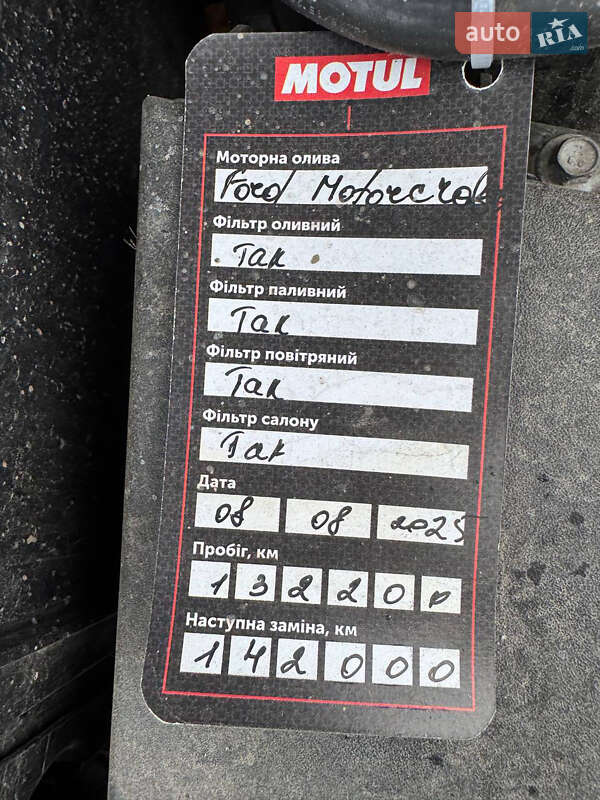 auto RIA .com
MOTUL
Моторна олива
Ford Motorcraft
Фільтр оливний
Так
Фільтр паливний
Так
Фільтр повітряний
Так
Фільтр салону
Так
Дата
08 08 2025
Пробіг, км
132200
Наступна заміна, км
142000